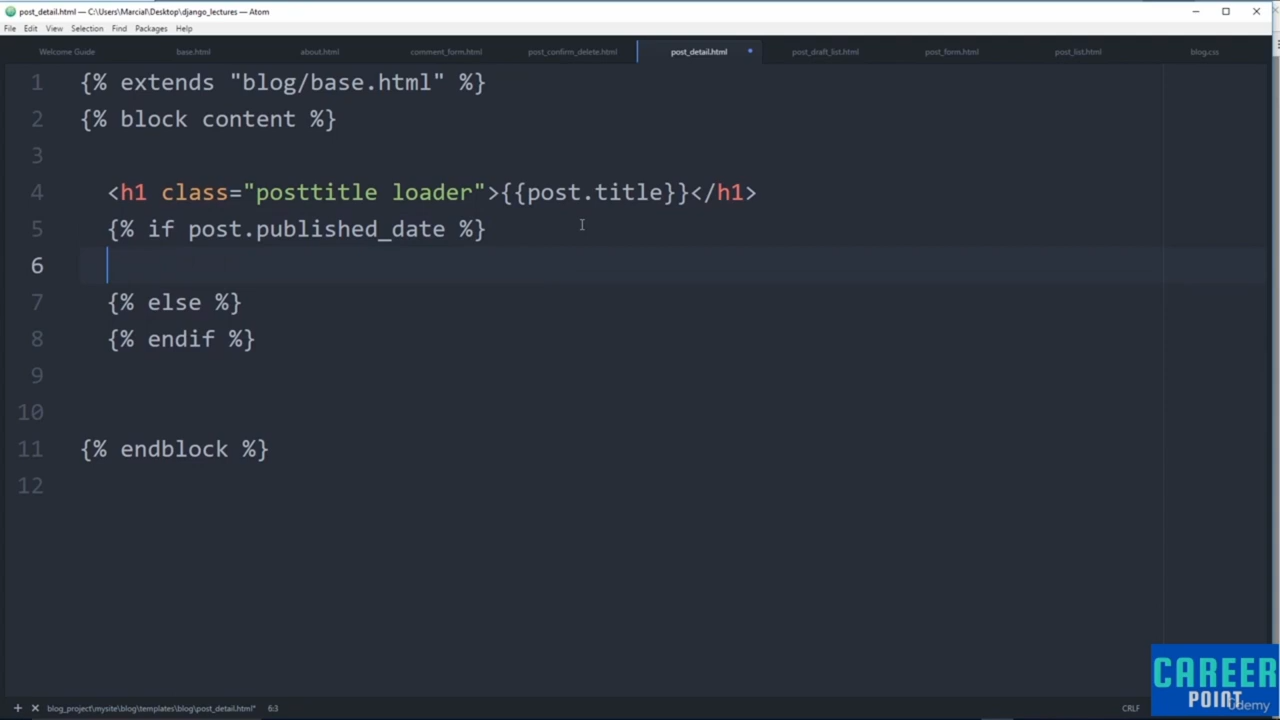 post_detail.html — C:\Users\Marcial\Desktop\django_lectures — Atom
File Edit View Selection Find Packages Help
Welcome Guide base.html about.html comment_form.html post_confirm_delete.html post_detail.html post_draft_list.html post_form.html post_list.html blog.css
1 {% extends "blog/base.html" %}
2 {% block content %}
3
4 <h1 class="posttitle loader">{{post.title}}</h1>
5 {% if post.published_date %}
6
7 {% else %}
8 {% endif %}
9
10
11 {% endblock %}
12
CAREER
POINT
udemy
blog_project\mysite\blog\templates\blog\post_detail.html* 6:3 CRLF